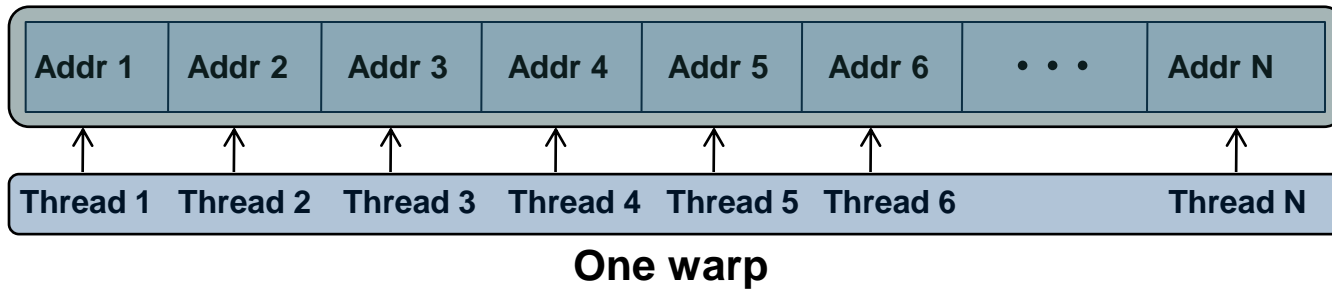 Addr 1 Addr 2 Addr 3 Addr 4 Addr 5 Addr 6 • • • Addr N
Thread 1 Thread 2 Thread 3 Thread 4 Thread 5 Thread 6 Thread N
One warp